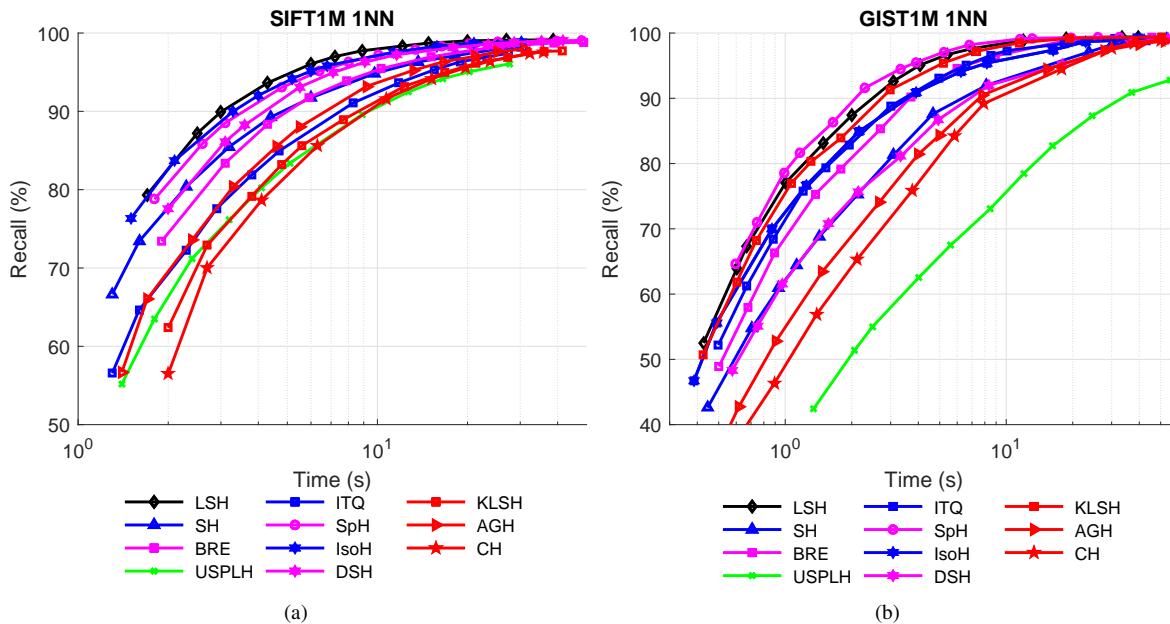 SIFT1M 1NN
100
90
80
70
60
50
Recall (%)
10^0
10^1
Time (s)
LSH
SH
BRE
USPLH
ITQ
SpH
IsoH
DSH
KLSH
AGH
CH
(a)
GIST1M 1NN
100
90
80
70
60
50
40
Recall (%)
10^0
10^1
Time (s)
LSH
SH
BRE
USPLH
ITQ
SpH
IsoH
DSH
KLSH
AGH
CH
(b)